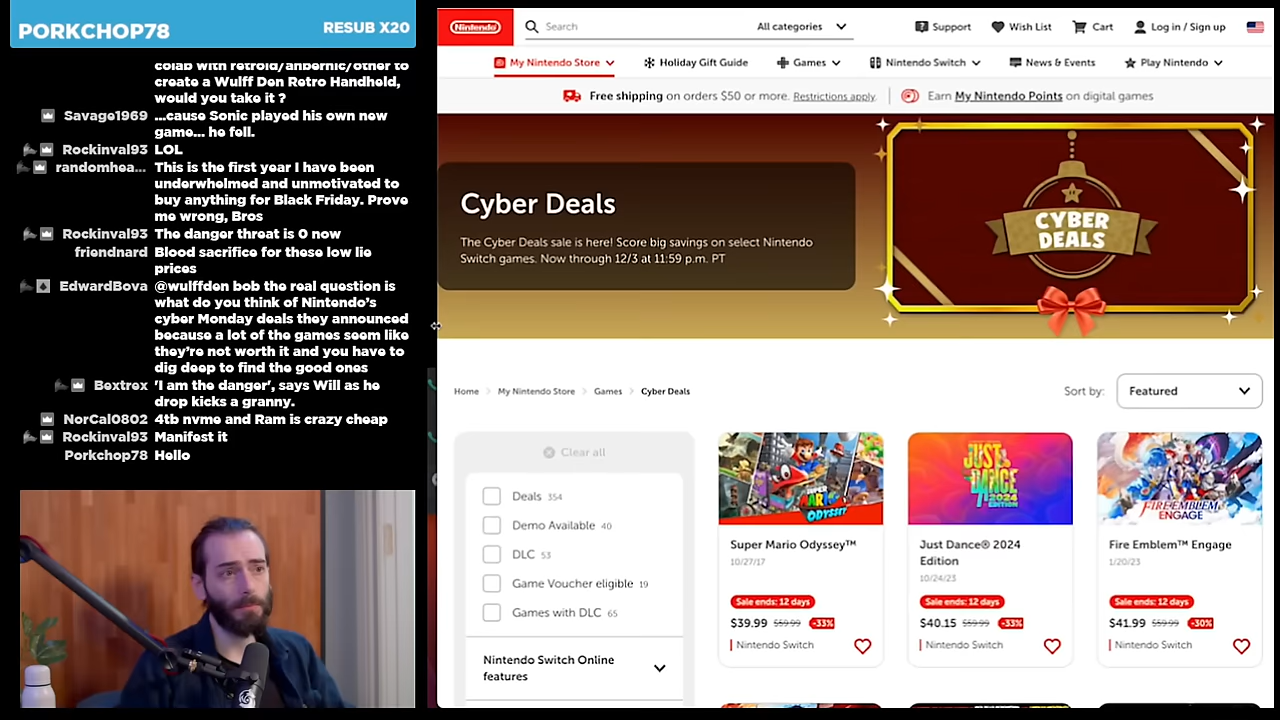 PORKCHOP78
RESUB X20
colab with retroid/anbernic/other to
create a Wulff Den Retro Handheld,
would you take it ?
Savage1969 ...cause Sonic played his own new
game... he fell.
Rockinval93 LOL
randomhea... This is the first year I have been
underwhelmed and unmotivated to
buy anything for Black Friday. Prove
me wrong, Bros
Rockinval93 The danger threat is 0 now
friendnard Blood sacrifice for these low lie
prices
EdwardBova @wulffden bob the real question is
what do you think of Nintendo's
cyber Monday deals they announced
because a lot of the games seem like
they're not worth it and you have to
dig deep to find the good ones
Bextrex 'I am the danger', says Will as he
drop kicks a granny.
NorCal0802 4tb nvme and Ram is crazy cheap
Rockinval93 Manifest it
Porkchop78 Hello
Nintendo
Search
All categories
Support
Wish List
Cart
Log in / Sign up
My Nintendo Store
Holiday Gift Guide
Games
Nintendo Switch
News & Events
Play Nintendo
Free shipping on orders $50 or more. Restrictions apply.
Earn My Nintendo Points on digital games
Cyber Deals
The Cyber Deals sale is here! Score big savings on select Nintendo
Switch games. Now through 12/3 at 11:59 p.m. PT
CYBER
DEALS
Home > My Nintendo Store > Games > Cyber Deals
Sort by: Featured
Clear all
Deals 354
Demo Available 40
DLC 53
Game Voucher eligible 19
Games with DLC 65
Nintendo Switch Online
features
SUPER MARIO
ODYSSEY
Super Mario Odyssey™
10/27/17
Sale ends: 12 days
$39.99 $59.99 -33%
Nintendo Switch
JUST
DANCE
2024
EDITION
Just Dance® 2024
Edition
10/24/23
Sale ends: 12 days
$40.15 $59.99 -33%
Nintendo Switch
FIRE EMBLEM
ENGAGE
Fire Emblem™ Engage
1/20/23
Sale ends: 12 days
$41.99 $59.99 -30%
Nintendo Switch